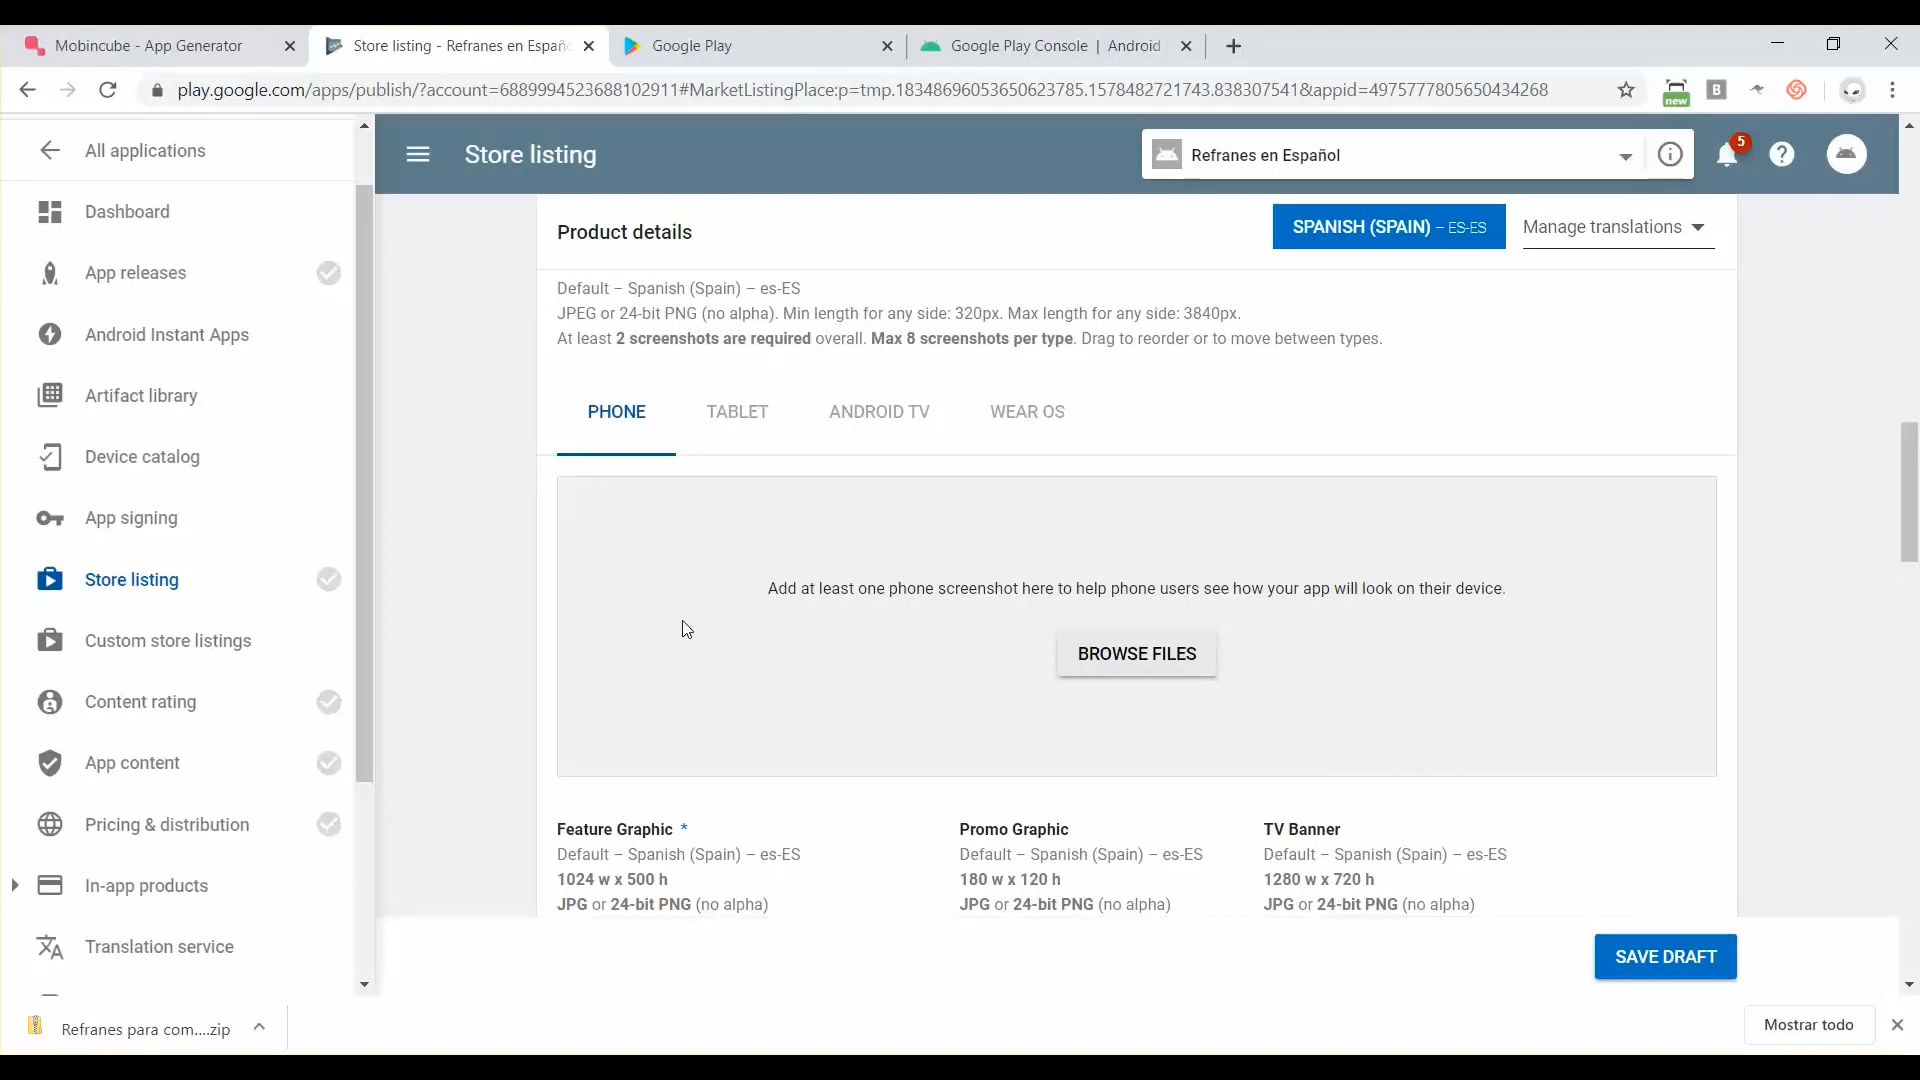 Mobincube - App Generator
Store listing - Refranes en Españ
Google Play
Google Play Console | Android
play.google.com/apps/publish/?account=6889994523688102911#MarketListingPlace:p=tmp.18348696053650623785.1578482721743.838307541&appid=4975777805650434268
new
B
All applications
Store listing
Refranes en Español
5
Dashboard
App releases
Android Instant Apps
Artifact library
Device catalog
App signing
Store listing
Custom store listings
Content rating
App content
Pricing & distribution
In-app products
Translation service
Product details
SPANISH (SPAIN) – ES-ES
Manage translations
Default – Spanish (Spain) – es-ES
JPEG or 24-bit PNG (no alpha). Min length for any side: 320px. Max length for any side: 3840px.
At least 2 screenshots are required overall. Max 8 screenshots per type. Drag to reorder or to move between types.
PHONE
TABLET
ANDROID TV
WEAR OS
Add at least one phone screenshot here to help phone users see how your app will look on their device.
BROWSE FILES
Feature Graphic *
Default – Spanish (Spain) – es-ES
1024 w x 500 h
JPG or 24-bit PNG (no alpha)
Promo Graphic
Default – Spanish (Spain) – es-ES
180 w x 120 h
JPG or 24-bit PNG (no alpha)
TV Banner
Default – Spanish (Spain) – es-ES
1280 w x 720 h
JPG or 24-bit PNG (no alpha)
SAVE DRAFT
Refranes para com....zip
Mostrar todo